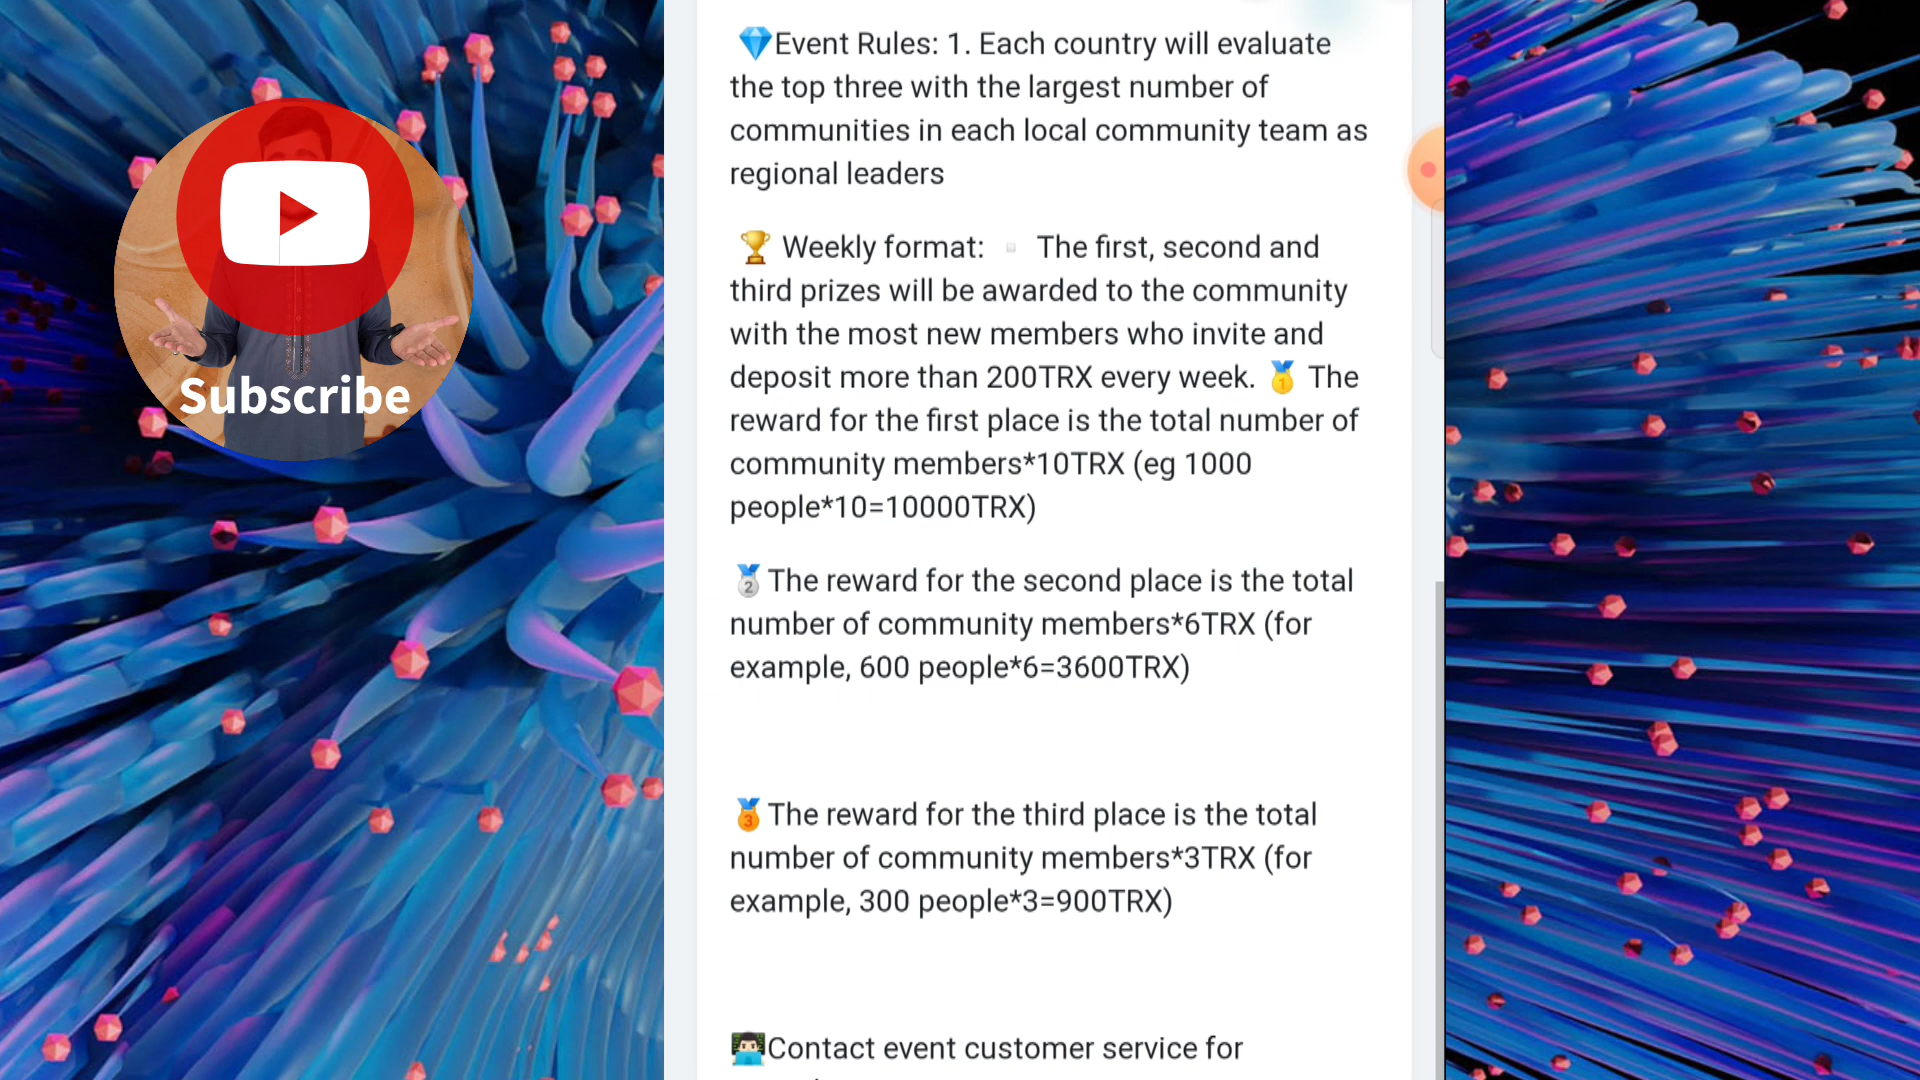 💎Event Rules: 1. Each country will evaluate
the top three with the largest number of
communities in each local community team as
regional leaders
🏆 Weekly format: ▫️ The first, second and
third prizes will be awarded to the community
with the most new members who invite and
deposit more than 200TRX every week. 🥇 The
reward for the first place is the total number of
community members*10TRX (eg 1000
people*10=10000TRX)
🥈The reward for the second place is the total
number of community members*6TRX (for
example, 600 people*6=3600TRX)
🥉The reward for the third place is the total
number of community members*3TRX (for
example, 300 people*3=900TRX)
👨🏻‍💻Contact event customer service for
Subscribe